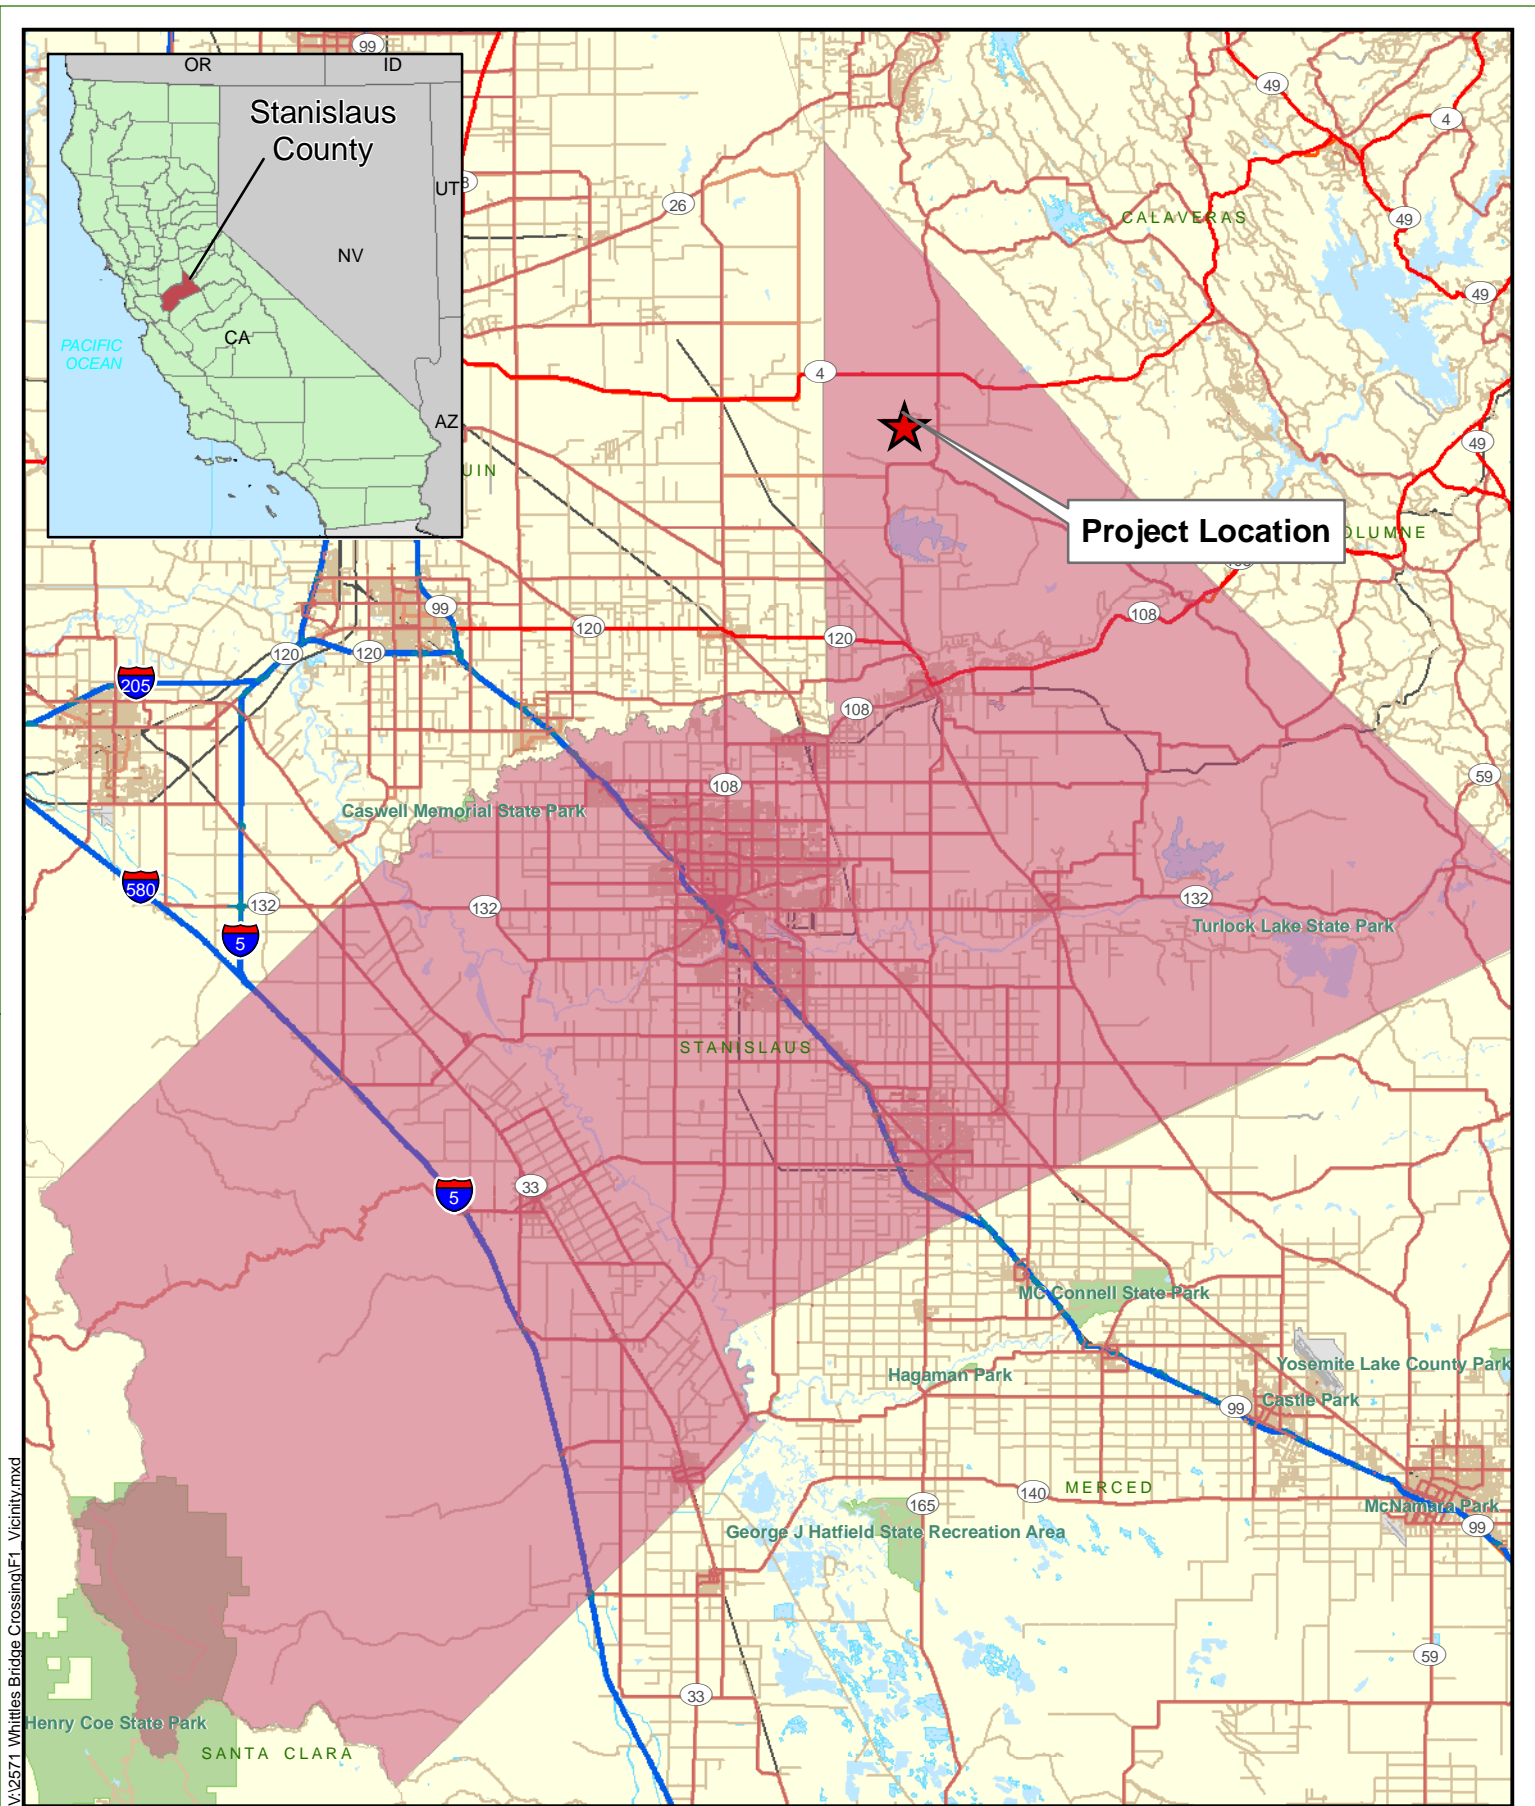 99
OR
ID
Stanislaus
County
UT
NV
CA
PACIFIC
OCEAN
AZ
49
4
26
CALAVERAS
49
49
4
49
UIN
Project Location
OLUMNE
99
120
120
108
120
120
205
108
59
108
Caswell Memorial State Park
580
132
132
132
5
Turlock Lake State Park
STANISLAUS
5
33
MC Connell State Park
Yosemite Lake County Park
Hagaman Park
Castle Park
99
140
MERCED
165
McNamara Park
George J Hatfield State Recreation Area
99
59
33
Henry Coe State Park
SANTA CLARA
V:\2571 Whittles Bridge Crossing\F1_Vicinity.mxd